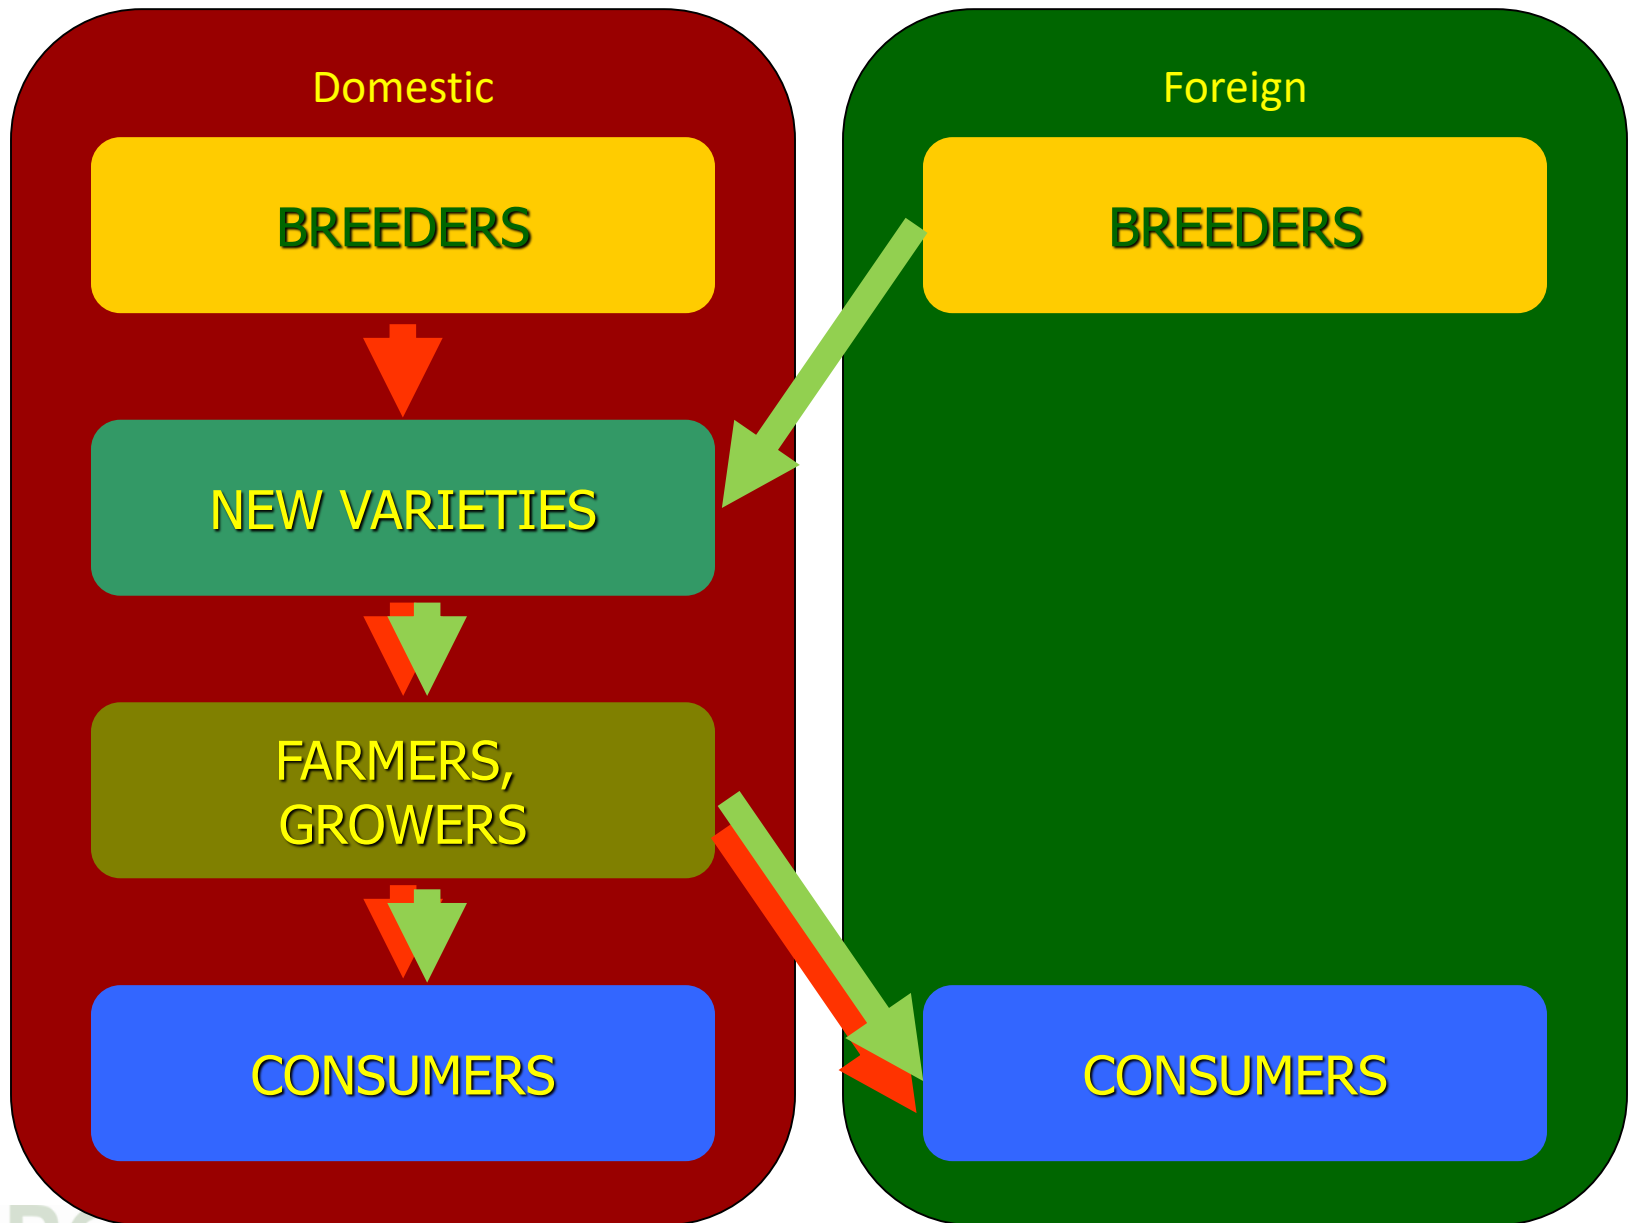 Domestic
BREEDERS
NEW VARIETIES
FARMERS,
GROWERS
CONSUMERS
Foreign
BREEDERS
CONSUMERS